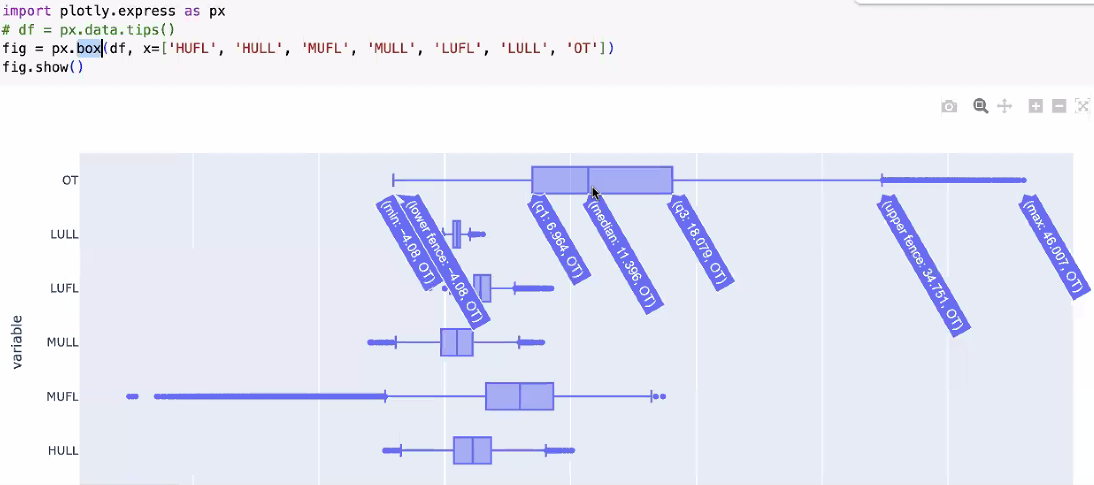 import plotly.express as px
# df = px.data.tips()
fig = px.box(df, x=['HUFL', 'HULL', 'MUFL', 'MULL', 'LUFL', 'LULL', 'OT'])
fig.show()
OT
(min: −4.08, OT)
(lower fence: −4.08, OT)
(q1: 6.964, OT)
(median: 11.396, OT)
(q3: 18.079, OT)
(upper fence: 34.751, OT)
(max: 46.007, OT)
LULL
LUFL
MULL
MUFL
HULL
variable